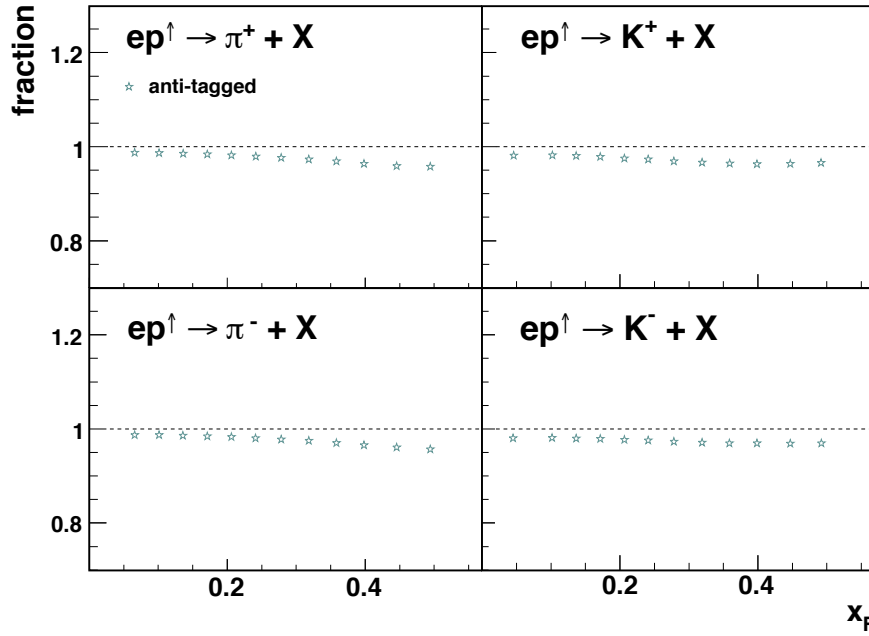 fraction
ep↑ → π+ + X
anti-tagged
1.2
1
0.8
ep↑ → K+ + X
ep↑ → π- + X
1.2
1
0.8
0.2
0.4
ep↑ → K- + X
0.2
0.4
xF